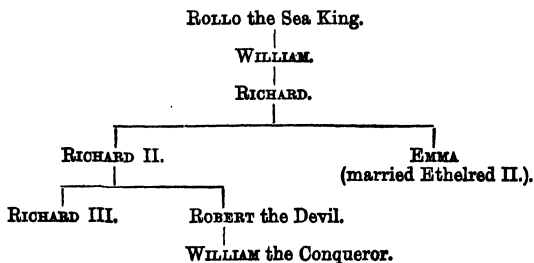 ROLLO the Sea King.
WILLIAM.
RICHARD.
RICHARD II.
EMMA
(married Ethelred II.).
RICHARD III.
ROBERT the Devil.
WILLIAM the Conqueror.